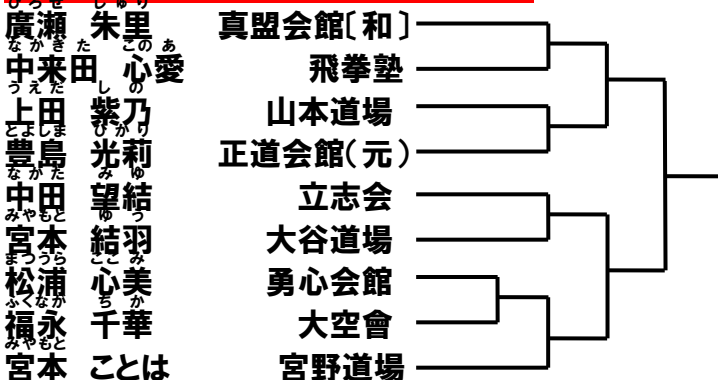 ひろせ しゅり
廣瀬 朱里 真盟会館〔和〕
なかぎた このあ
中来田 心愛 飛拳塾
うえだ しの
上田 紫乃 山本道場
とよしま ひかり
豊島 光莉 正道会館(元)
ながた みゆ
中田 望結 立志会
みやもと ゆう
宮本 結羽 大谷道場
まつうら ここみ
松浦 心美 勇心会館
ふくなが ちか
福永 千華 大空會
みやもと
宮本 ことは 宮野道場